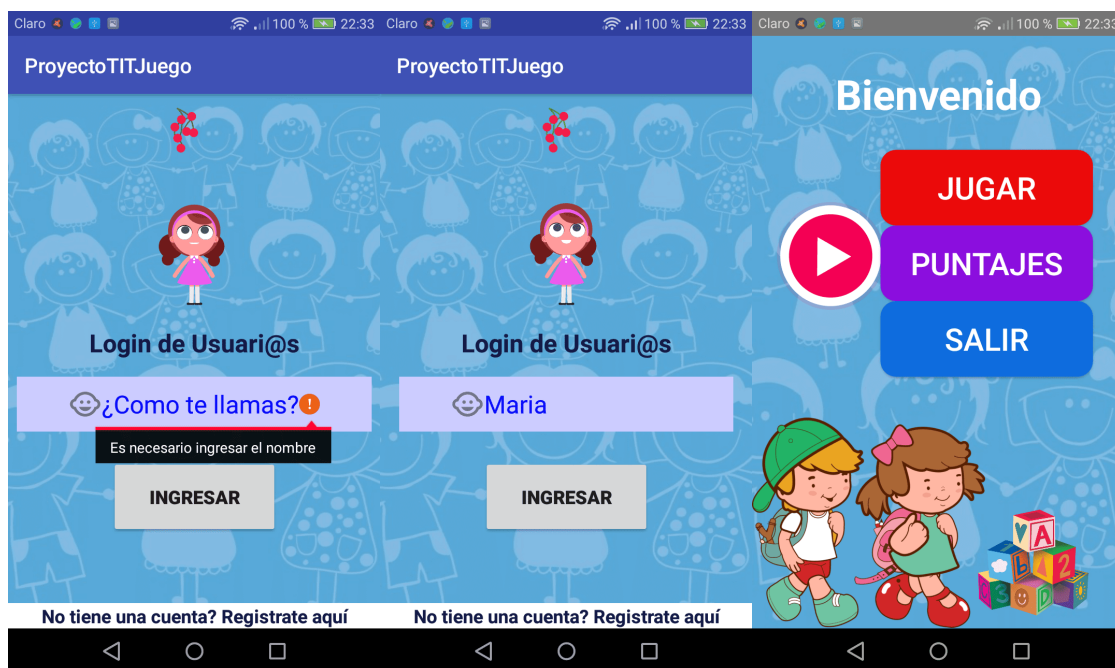 Claro 100 % 22:33
ProyectoTITJuego
Login de Usuari@s
¿Como te llamas?
!
Es necesario ingresar el nombre
INGRESAR
No tiene una cuenta? Registrate aquí
Claro 100 % 22:33
ProyectoTITJuego
Login de Usuari@s
Maria
INGRESAR
No tiene una cuenta? Registrate aquí
Claro 100 % 22:33
Bienvenido
JUGAR
PUNTAJES
SALIR
A
b 2
3 D